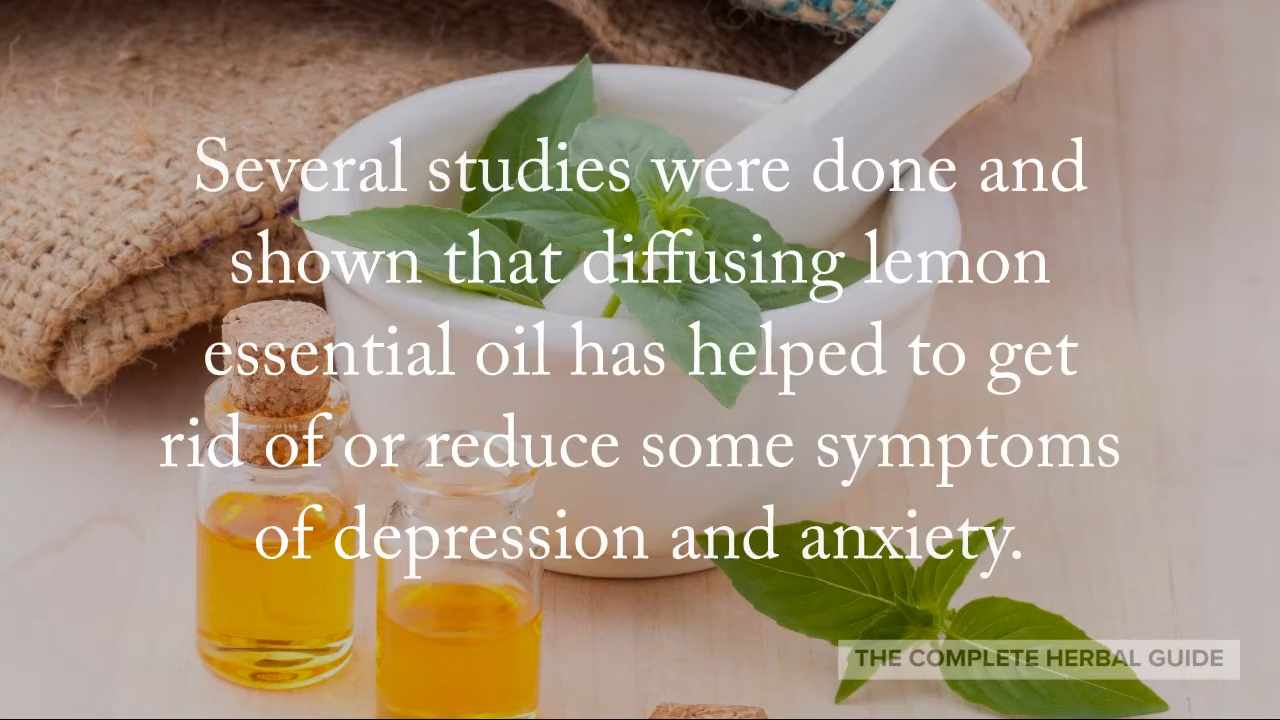 Several studies were done and
shown that diffusing lemon
essential oil has helped to get
rid of or reduce some symptoms
of depression and anxiety.
THE COMPLETE HERBAL GUIDE